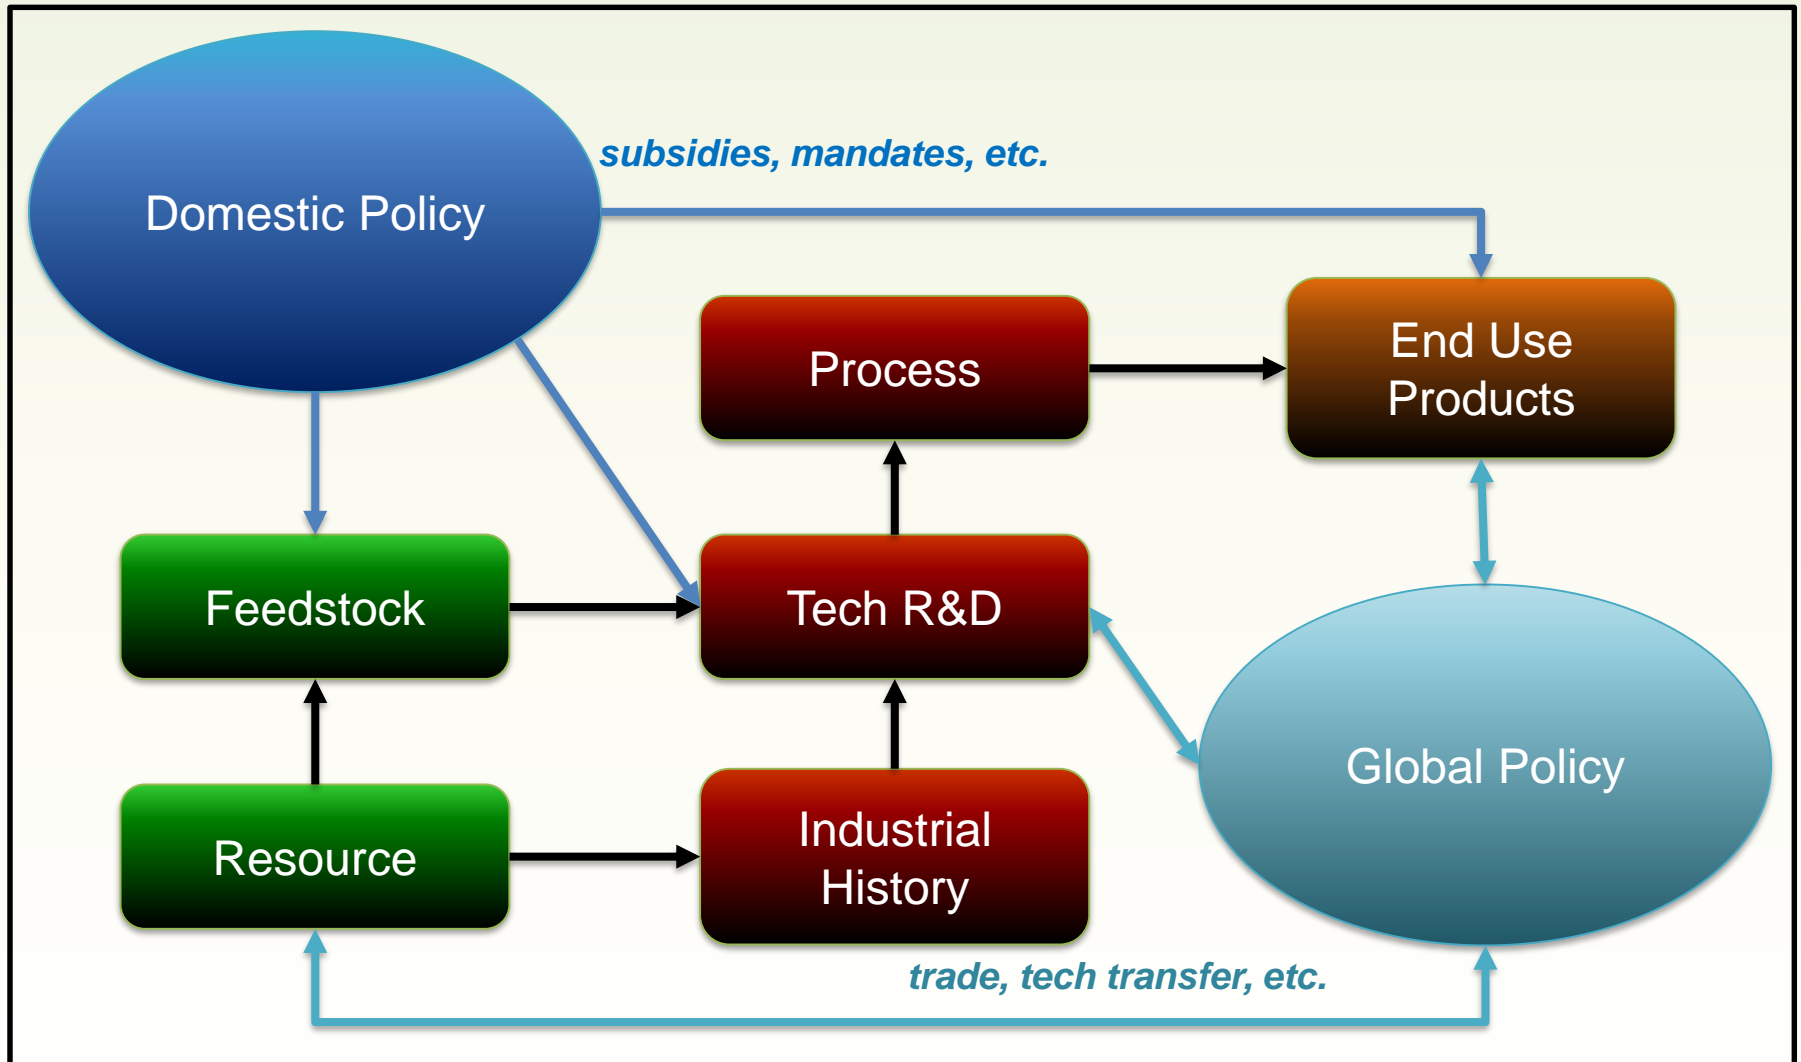 subsidies, mandates, etc.
Domestic Policy
Process
End Use
Products
Feedstock
Tech R&D
Global Policy
Resource
Industrial
History
trade, tech transfer, etc.